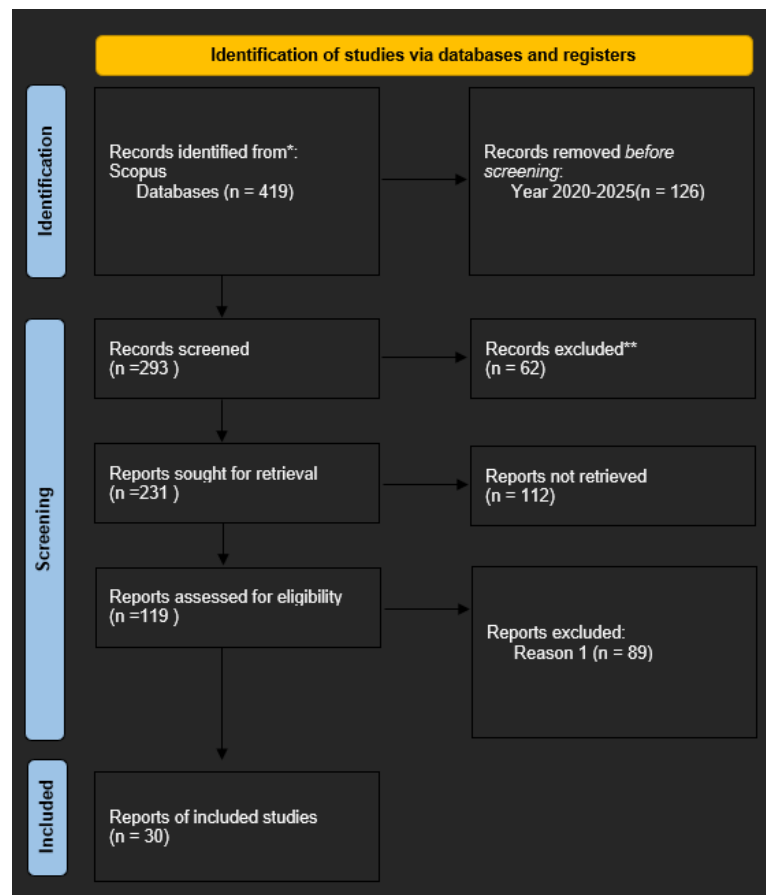 Identification of studies via databases and registers
Identification
Records identified from*:
Scopus
Databases (n = 419)
Records removed before
screening:
Year 2020-2025(n = 126)
Screening
Records screened
(n =293 )
Records excluded**
(n = 62)
Reports sought for retrieval
(n =231 )
Reports not retrieved
(n = 112)
Reports assessed for eligibility
(n =119 )
Reports excluded:
Reason 1 (n = 89)
Included
Reports of included studies
(n = 30)